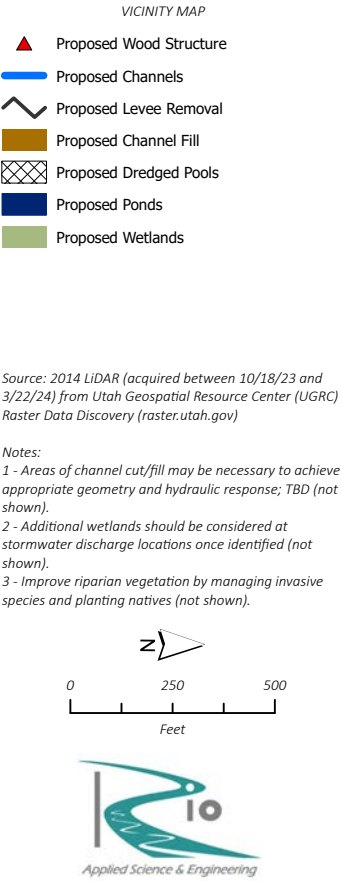 VICINITY MAP
Proposed Wood Structure
Proposed Channels
Proposed Levee Removal
Proposed Channel Fill
Proposed Dredged Pools
Proposed Ponds
Proposed Wetlands
Source: 2014 LiDAR (acquired between 10/18/23 and
3/22/24) from Utah Geospatial Resource Center (UGRC)
Raster Data Discovery (raster.utah.gov)
Notes:
1 - Areas of channel cut/fill may be necessary to achieve
appropriate geometry and hydraulic response; TBD (not
shown).
2 - Additional wetlands should be considered at
stormwater discharge locations once identified (not
shown).
3 - Improve riparian vegetation by managing invasive
species and planting natives (not shown).
N
0 250 500
Feet
Rio
Applied Science & Engineering